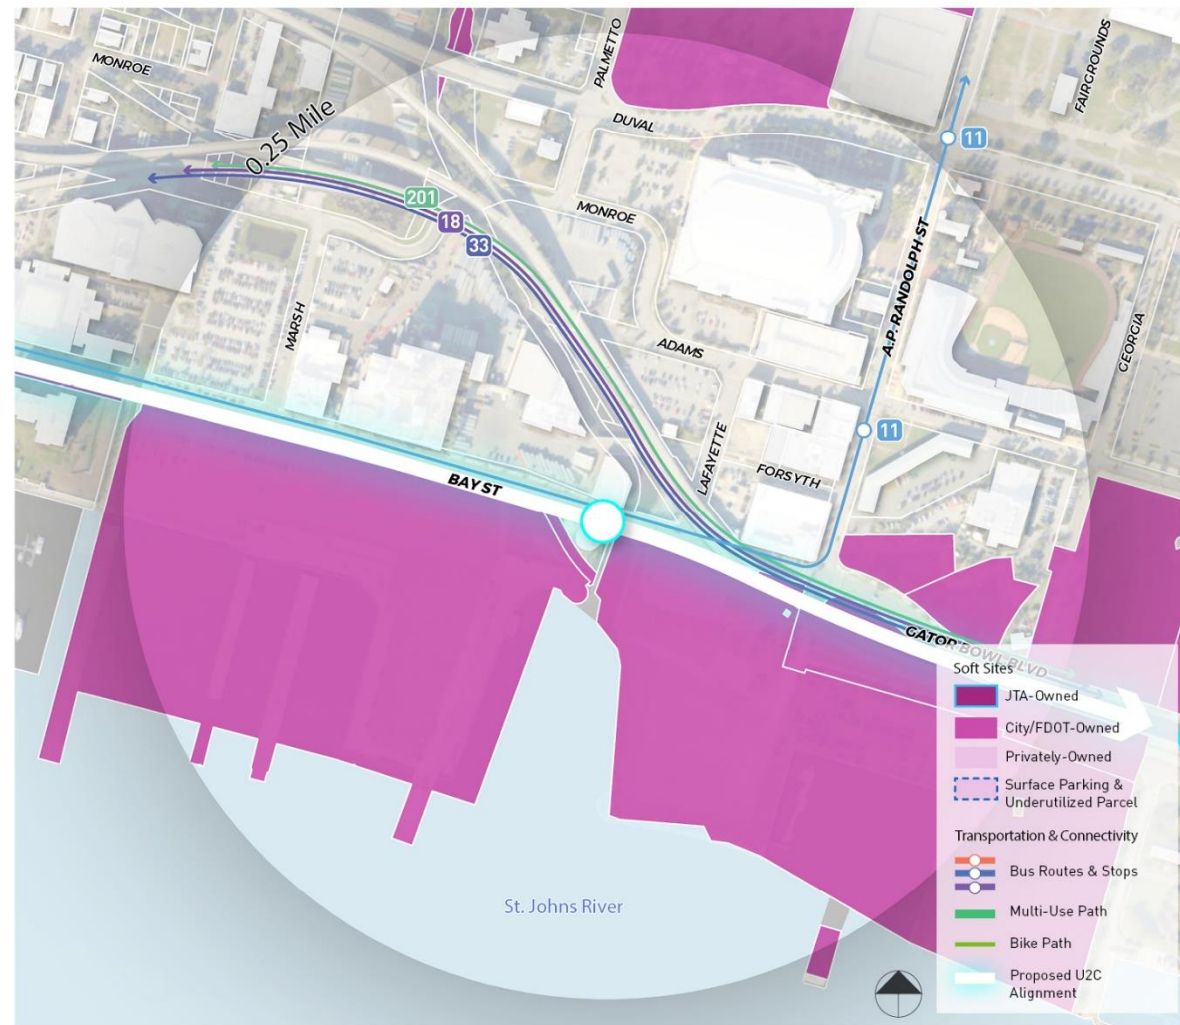 MONROE
0.25 Mile
PALMETTO
DUVAL
FAIRGROUNDS
11
201
18
33
MONROE
MARSH
ADAMS
A.P. RANDOLPH ST
GEORGIA
11
LAFAYETTE
FORSYTH
BAY ST
GATOR BOWL BLVD
St. Johns River
Soft Sites
JTA-Owned
City/FDOT-Owned
Privately-Owned
Surface Parking &
Underutilized Parcel
Transportation & Connectivity
Bus Routes & Stops
Multi-Use Path
Bike Path
Proposed U2C
Alignment